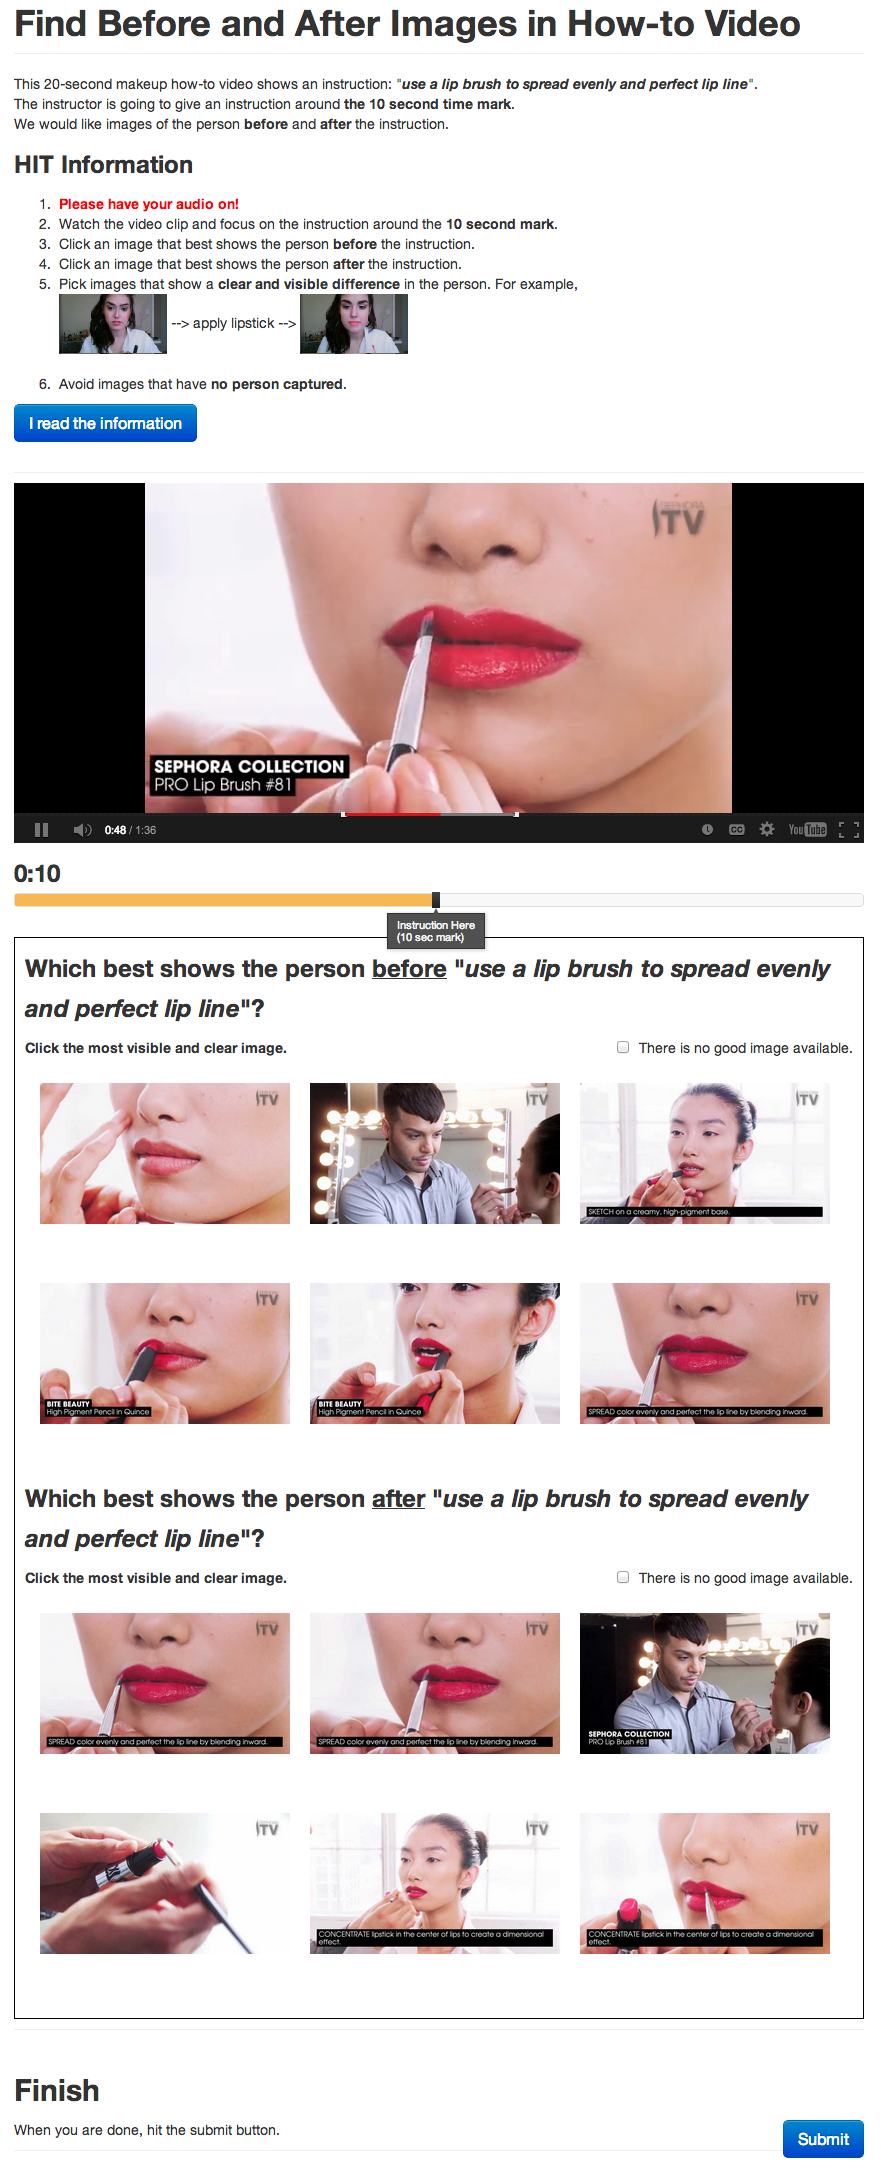 Find Before and After Images in How-to Video
This 20-second makeup how-to video shows an instruction: "use a lip brush to spread evenly and perfect lip line".
The instructor is going to give an instruction around the 10 second time mark.
We would like images of the person before and after the instruction.
HIT Information
1. Please have your audio on!
2. Watch the video clip and focus on the instruction around the 10 second mark.
3. Click an image that best shows the person before the instruction.
4. Click an image that best shows the person after the instruction.
5. Pick images that show a clear and visible difference in the person. For example,
--> apply lipstick -->
6. Avoid images that have no person captured.
I read the information
SEPHORA
TV
SEPHORA COLLECTION
PRO Lip Brush #81
0:48 / 1:36
CC
YouTube
0:10
Instruction Here
(10 sec mark)
Which best shows the person before "use a lip brush to spread evenly
and perfect lip line"?
Click the most visible and clear image.
There is no good image available.
TV
TV
TV
SKETCH on a creamy, high-pigment base.
TV
BITE BEAUTY
High Pigment Pencil in Quince
TV
BITE BEAUTY
High Pigment Pencil in Quince
TV
SPREAD color evenly and perfect the lip line by blending inward.
Which best shows the person after "use a lip brush to spread evenly
and perfect lip line"?
Click the most visible and clear image.
There is no good image available.
TV
SPREAD color evenly and perfect the lip line by blending inward.
TV
SPREAD color evenly and perfect the lip line by blending inward.
TV
SEPHORA COLLECTION
PRO Lip Brush #81
TV
TV
CONCENTRATE lipstick in the center of lips to create a dimensional
effect.
TV
CONCENTRATE lipstick in the center of lips to create a dimensional
effect.
Finish
When you are done, hit the submit button.
Submit